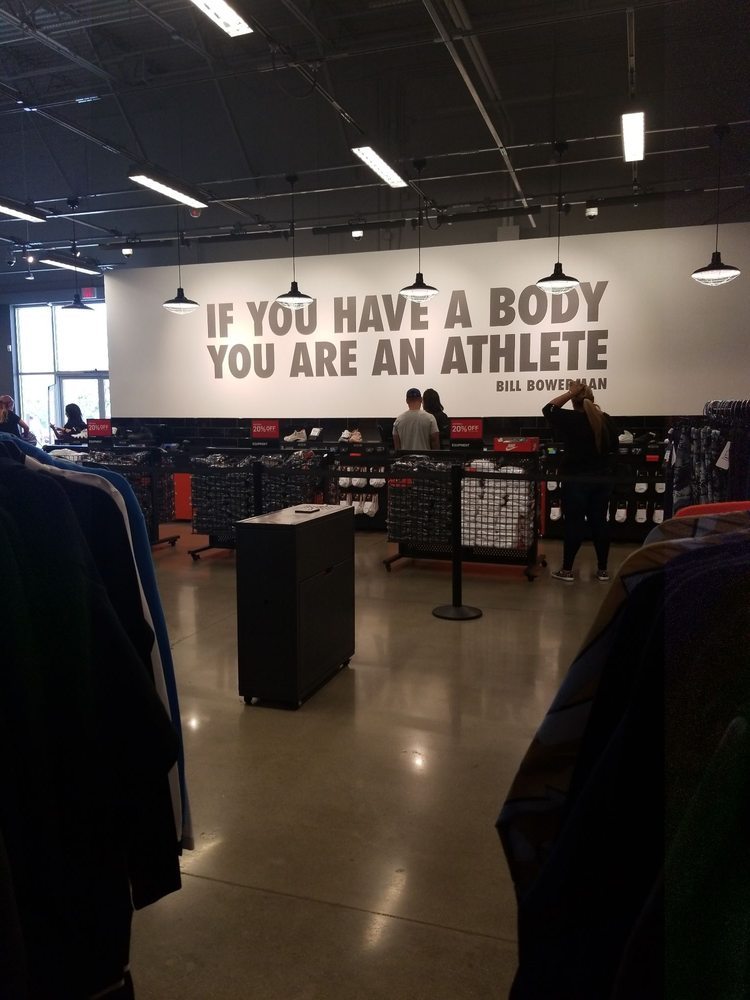 IF YOU HAVE A BODY
YOU ARE AN ATHLETE
BILL BOWERMAN
20% OFF
20% OFF
20% OFF